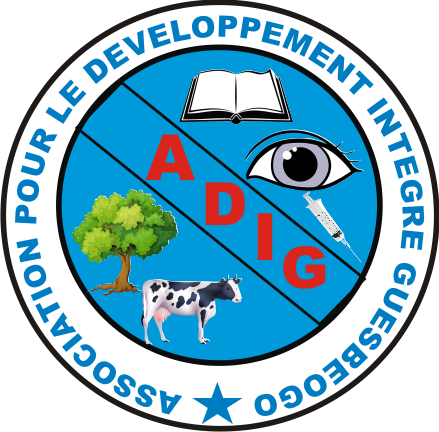 ASSOCIATION POUR LE DEVELOPPEMENT INTEGRE GUESBEOGO
ADIG